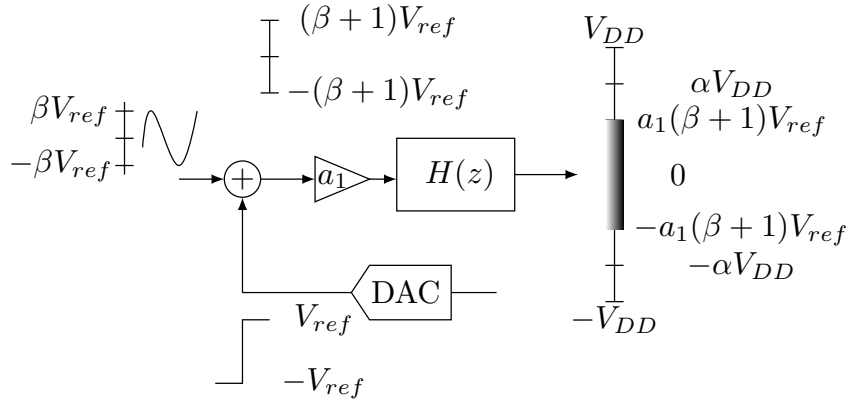 (β + 1)V_ref
−(β + 1)V_ref
V_DD
αV_DD
βV_ref
−βV_ref
a_1(β + 1)V_ref
+
a_1
H(z)
0
−a_1(β + 1)V_ref
−αV_DD
−V_DD
DAC
V_ref
−V_ref